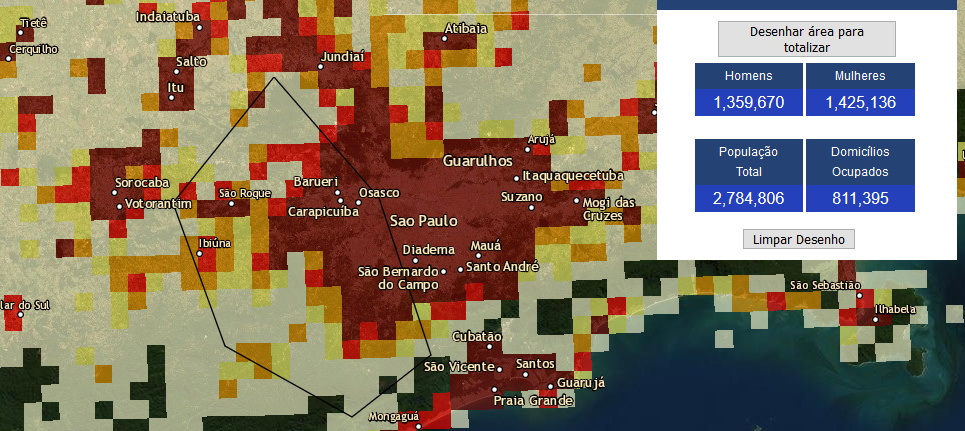 Tietê
Indaiatuba
Atibaia
Cerquilho
Salto
Jundiaí
Itu
Arujá
Guarulhos
Itaquaquecetuba
Sorocaba
Barueri
Osasco
Suzano
São Roque
Votorantim
Carapicuíba
Mogi das
Cruzes
Sao Paulo
Ibiúna
Diadema
Mauá
São Bernardo
do Campo
Santo André
lar do Sul
Cubatão
São Vicente
Santos
Guarujá
Praia Grande
Mongaguá
São Sebastião
Ilhabela
Desenhar área para
totalizar
Homens
Mulheres
1,359,670
1,425,136
População
Total
Domicílios
Ocupados
2,784,806
811,395
Limpar Desenho